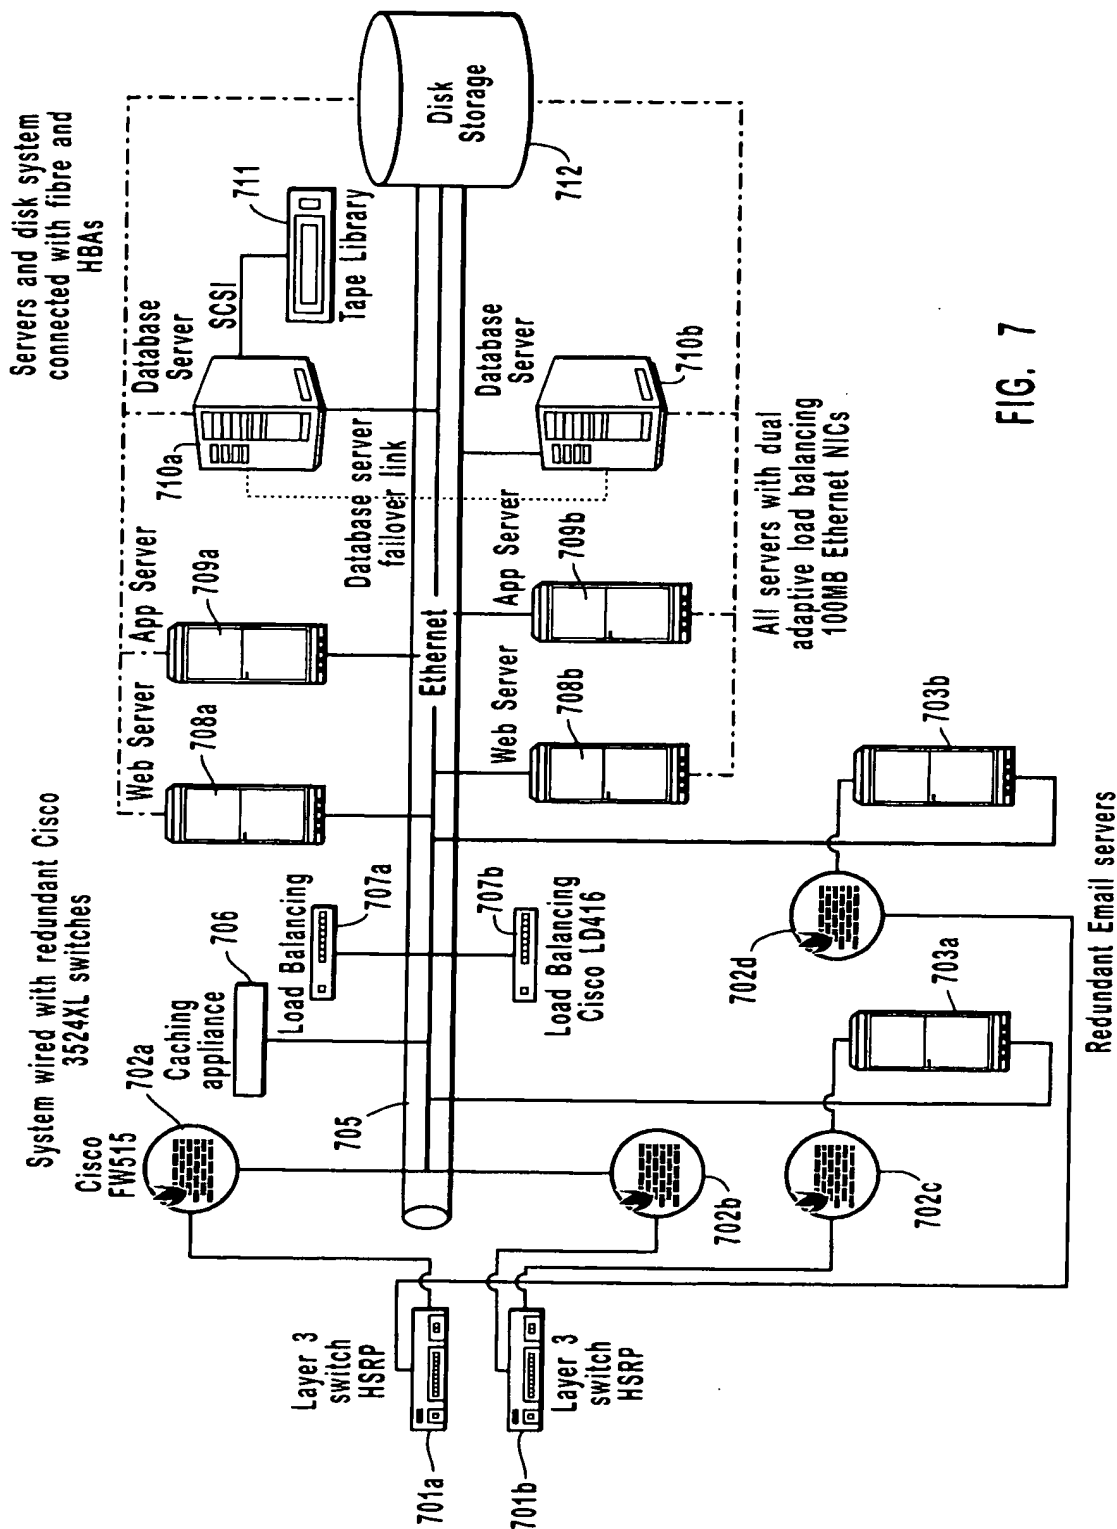 Servers and disk system
connected with fibre and
HBAs
System wired with redundant Cisco
3524XL switches
Cisco
FW515
702a
Caching
appliance
706
Load Balancing
707a
Web Server
708a
App Server
709a
Database
Server
710a
SCSI
711
Tape Library
Database server
failover link
Layer 3
switch
HSRP
701a
705
Ethernet
Disk
Storage
712
Layer 3
switch
HSRP
701b
702b
707b
Load Balancing
Cisco LD416
Web Server
708b
App Server
709b
Database
Server
710b
All servers with dual
adaptive load balancing
100MB Ethernet NICs
702c
703a
702d
703b
Redundant Email servers
FIG. 7